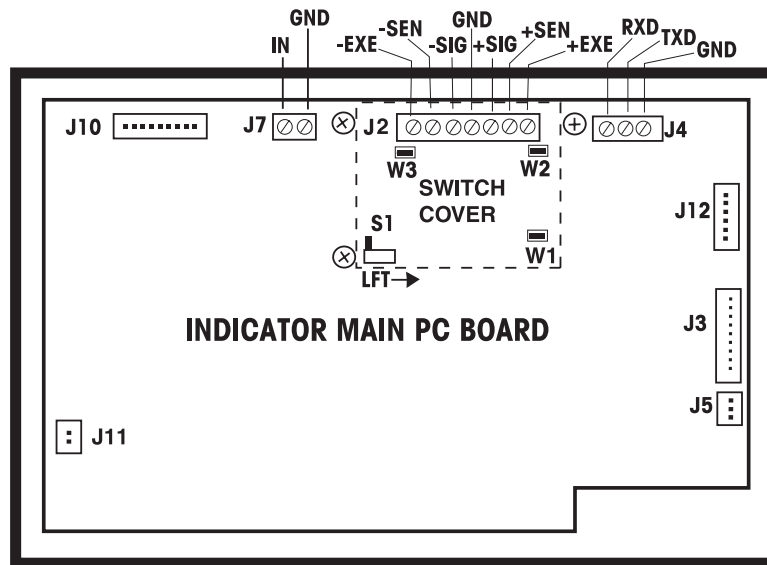 IN GND
-EXE -SEN -SIG GND +SIG +SEN +EXE
RXD TXD GND
J10
J7
J2
J4
W3
W2
SWITCH
COVER
J12
S1
W1
LFT
INDICATOR MAIN PC BOARD
J3
J5
J11